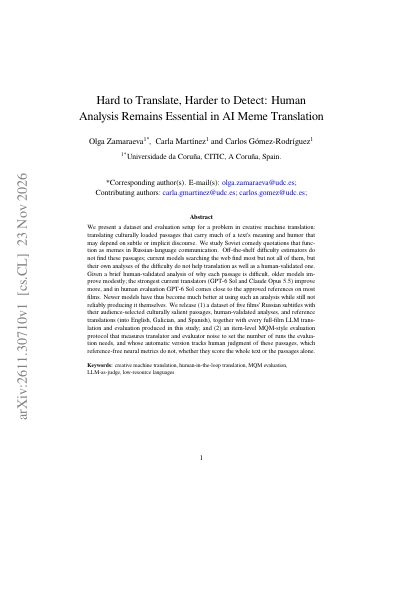 Hard to Translate, Harder to Detect: Human
Analysis Remains Essential in AI Meme Translation
Olga Zamaraeva1*, Carla Martínez1 and Carlos Gómez-Rodríguez1
1*Universidade da Coruña, CITIC, A Coruña, Spain.
*Corresponding author(s). E-mail(s): olga.zamaraeva@udc.es;
Contributing authors: carla.gmartinez@udc.es; carlos.gomez@udc.es;
Abstract
We present a dataset and evaluation setup for a problem in creative machine translation:
translating culturally loaded passages that carry much of a text's meaning and humor that
may depend on subtle or implicit discourse. We study Soviet comedy quotations that func-
tion as memes in Russian-language communication. Off-the-shelf difficulty estimators do
not find these passages; current models searching the web find most but not all of them, but
their own analyses of the difficulty do not help translation as well as a human-validated one.
Given a brief human-validated analysis of why each passage is difficult, older models im-
prove modestly, the strongest current translators (GPT-6 Sol and Claude Opus 5.5) improve
more, and in human evaluation GPT-6 Sol comes close to the approved references on most
films. Newer models have thus become much better at using such an analysis while still
not reliably producing it themselves. We release (1) a dataset of five films' Russian subtitles with
their audience-selected culturally salient passages, human-validated analyses, and reference
translations (into English, Galician, and Spanish), together with every full-film LLM trans-
lation and evaluation produced in this study; and (2) an item-level MQM-style evaluation
protocol that measures translator and evaluator noise to set the number of runs the evalua-
tion needs, and whose automatic version tracks human judgment of these passages, which
reference-free neural metrics do not, whether they score the whole text or the passages alone.
Keywords: creative machine translation, human-in-the-loop translation, MQM evaluation,
LLM-as-judge, low-resource languages
1
arXiv:2611.30710v1 [cs.CL] 23 Nov 2026